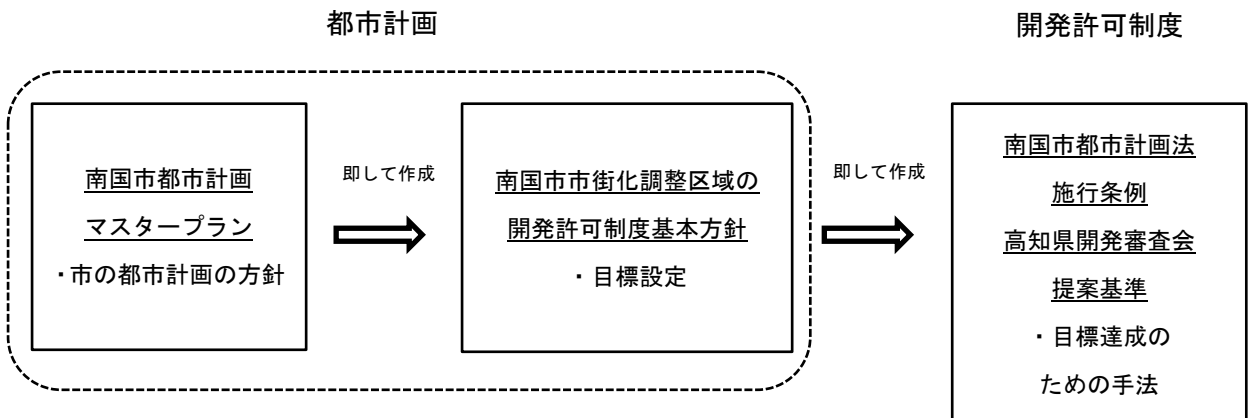 都市計画
開発許可制度
南国市都市計画
マスタープラン
・市の都市計画の方針
即して作成
南国市市街化調整区域の
開発許可制度基本方針
・目標設定
即して作成
南国市都市計画法
施行条例
高知県開発審査会
提案基準
・目標達成の
ための手法